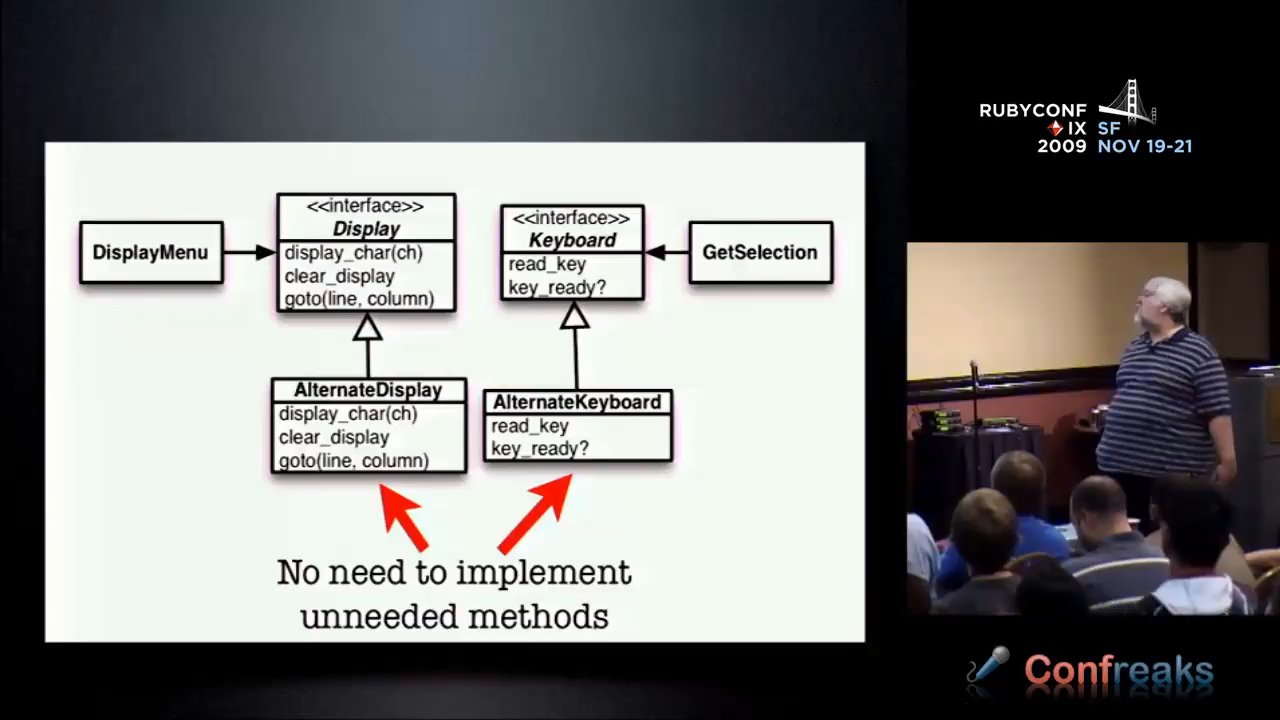 DisplayMenu
<<interface>>
Display
display_char(ch)
clear_display
goto(line, column)
<<interface>>
Keyboard
read_key
key_ready?
GetSelection
AlternateDisplay
display_char(ch)
clear_display
goto(line, column)
AlternateKeyboard
read_key
key_ready?
No need to implement
unneeded methods
RUBYCONF
IX SF
2009 NOV 19-21
Confreaks